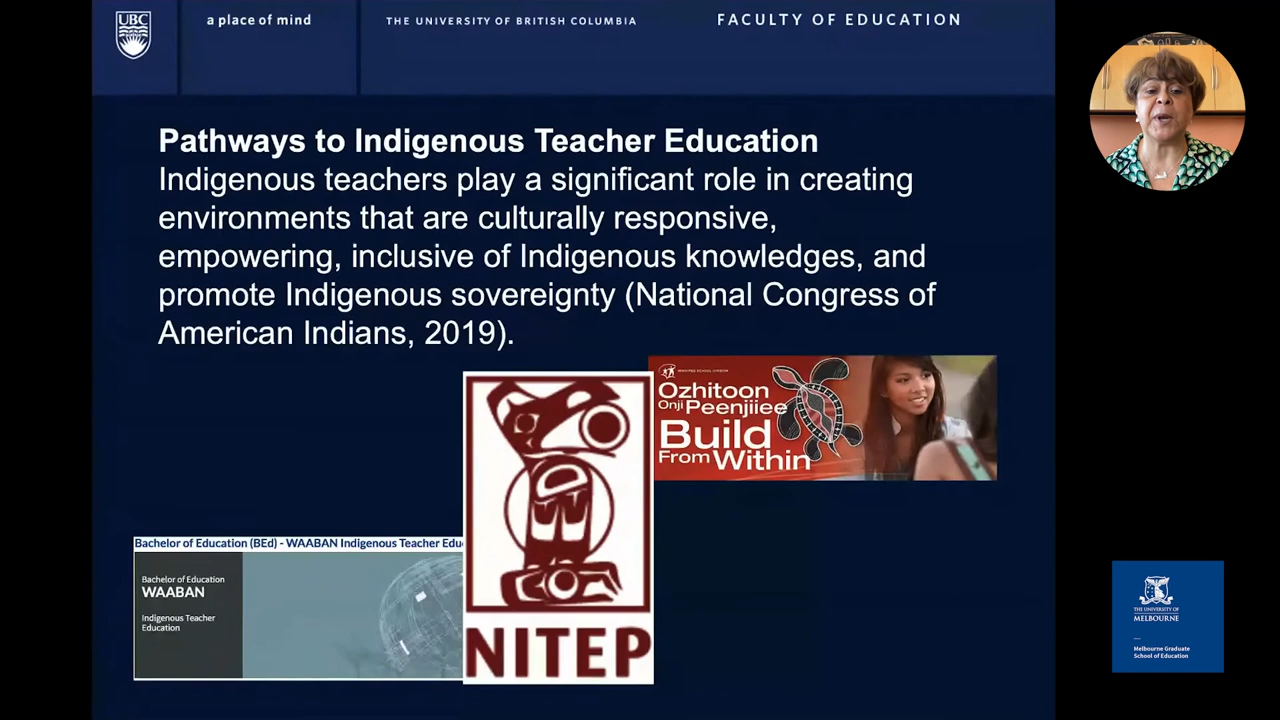 UBC
a place of mind
THE UNIVERSITY OF BRITISH COLUMBIA
FACULTY OF EDUCATION
Pathways to Indigenous Teacher Education
Indigenous teachers play a significant role in creating
environments that are culturally responsive,
empowering, inclusive of Indigenous knowledges, and
promote Indigenous sovereignty (National Congress of
American Indians, 2019).
WINNIPEG SCHOOL DIVISION
Ozhitoon
Onji Peenjiiee
Build
From Within
Bachelor of Education (BEd) - WAABAN Indigenous Teacher Edu
Bachelor of Education
WAABAN
Indigenous Teacher
Education
NITEP
THE UNIVERSITY OF
MELBOURNE
Melbourne Graduate
School of Education